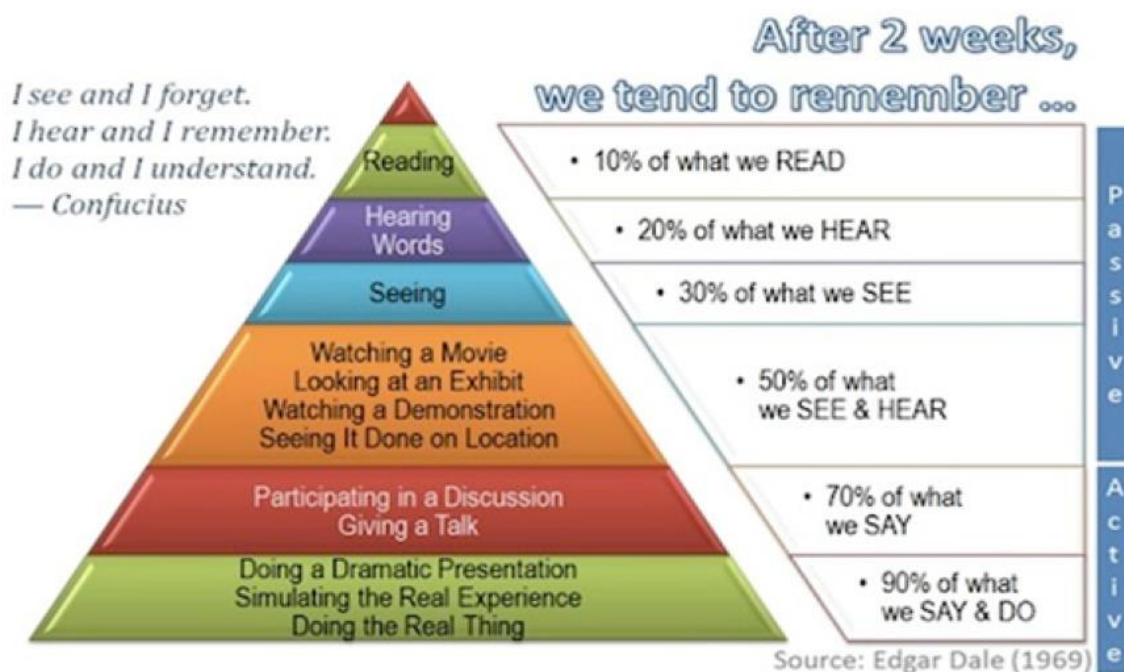 After 2 weeks,
we tend to remember ...
I see and I forget.
I hear and I remember.
I do and I understand.
— Confucius
Reading
Hearing
Words
Seeing
Watching a Movie
Looking at an Exhibit
Watching a Demonstration
Seeing It Done on Location
Participating in a Discussion
Giving a Talk
Doing a Dramatic Presentation
Simulating the Real Experience
Doing the Real Thing
• 10% of what we READ
• 20% of what we HEAR
• 30% of what we SEE
• 50% of what
we SEE & HEAR
• 70% of what
we SAY
• 90% of what
we SAY & DO
Passive
Active
Source: Edgar Dale (1969)